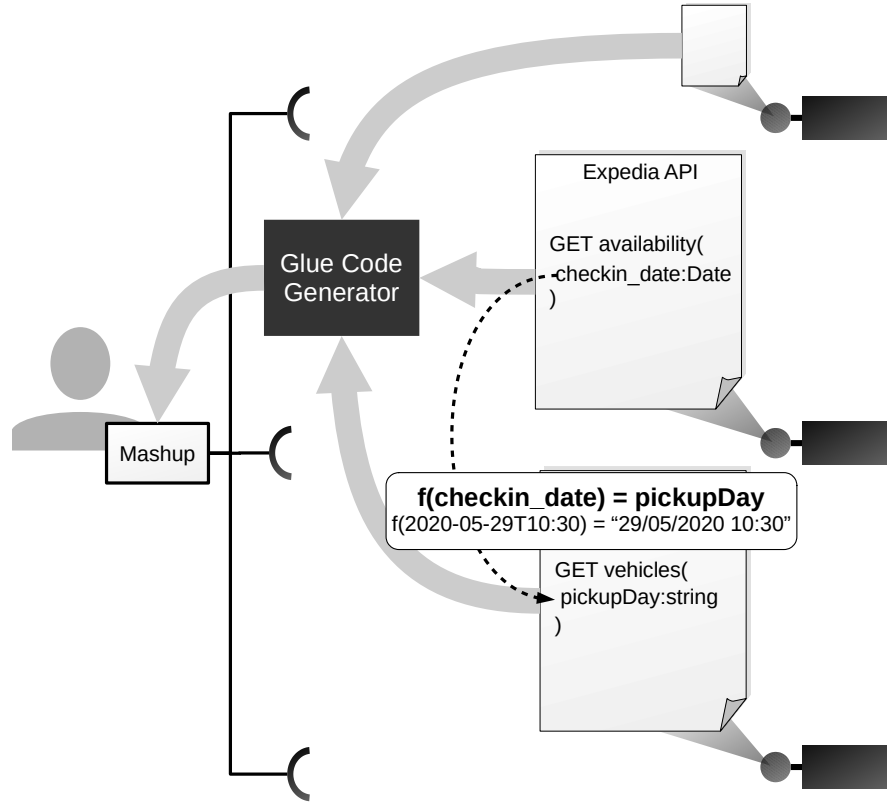 Expedia API
GET availability(
checkin_date:Date
)
Glue Code
Generator
Mashup
f(checkin_date) = pickupDay
f(2020-05-29T10:30) = “29/05/2020 10:30”
GET vehicles(
pickupDay:string
)